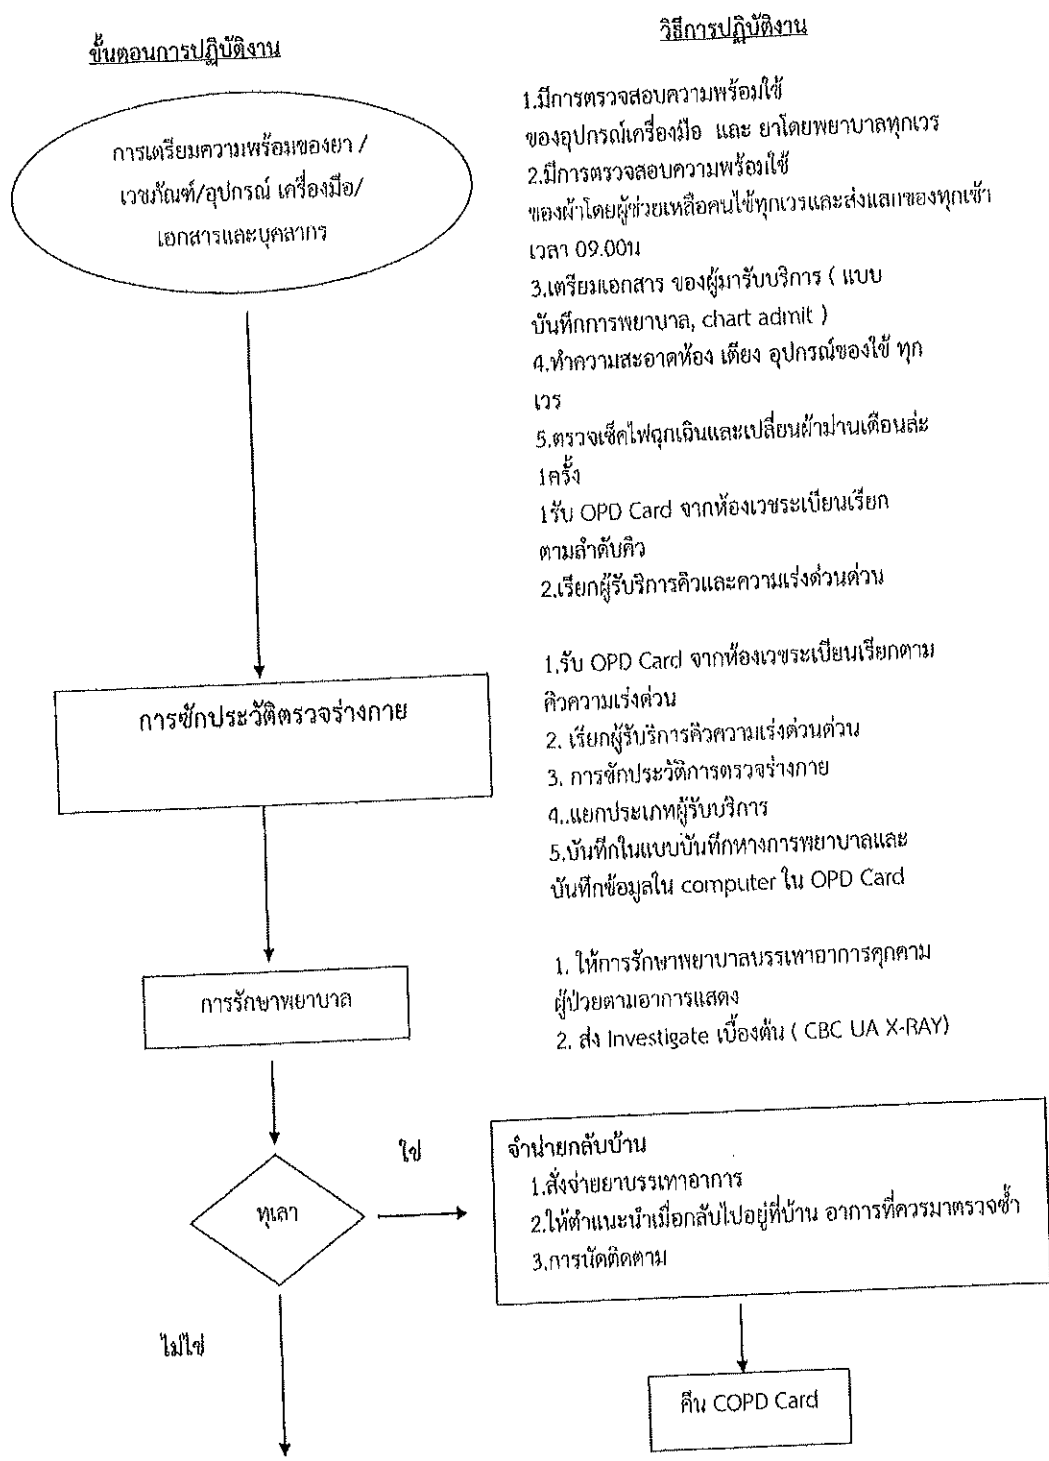 ขั้นตอนการปฏิบัติงาน
วิธีการปฏิบัติงาน
การเตรียมความพร้อมของยา /
เวชภัณฑ์/อุปกรณ์ เครื่องมือ/
เอกสารและบุคลากร
1.มีการตรวจสอบความพร้อมใช้
ของอุปกรณ์เครื่องมือ และ ยาโดยพยาบาลทุกเวร
2.มีการตรวจสอบความพร้อมใช้
ของผ้าโดยผู้ช่วยเหลือคนไข้ทุกเวรและส่งแลกของทุกเช้า
เวลา 09.00น
3.เตรียมเอกสาร ของผู้มารับบริการ ( แบบ
บันทึกการพยาบาล, chart admit )
4.ทำความสะอาดห้อง เตียง อุปกรณ์ของใช้ ทุก
เวร
5.ตรวจเช็คไฟฉุกเฉินและเปลี่ยนผ้าม่านเดือนล่ะ
1ครั้ง
1รับ OPD Card จากห้องเวชระเบียนเรียก
ตามลำดับคิว
2.เรียกผู้รับริการคิวและความเร่งด่วนด่วน
การซักประวัติตรวจร่างกาย
1.รับ OPD Card จากห้องเวชระเบียนเรียกตาม
คิวความเร่งด่วน
2. เรียกผู้รับริการคิวความเร่งด่วนด่วน
3. การซักประวัติการตรวจร่างกาย
4..แยกประเภทผู้รับบริการ
5.บันทึกในแบบบันทึกทางการพยาบาลและ
บันทึกข้อมูลใน computer ใน OPD Card
การรักษาพยาบาล
1. ให้การรักษาพยาบาลบรรเทาอาการคุกคาม
ผู้ป่วยตามอาการแสดง
2. ส่ง Investigate เบื้องต้น ( CBC UA X-RAY)
ทุเลา
ใช่
จำน่ายกลับบ้าน
1.สั่งจ่ายยาบรรเทาอาการ
2.ให้คำแนะนำเมื่อกลับไปอยู่ที่บ้าน อาการที่ควรมาตรวจซ้ำ
3.การนัดติดตาม
ไม่ใช่
คืน COPD Card